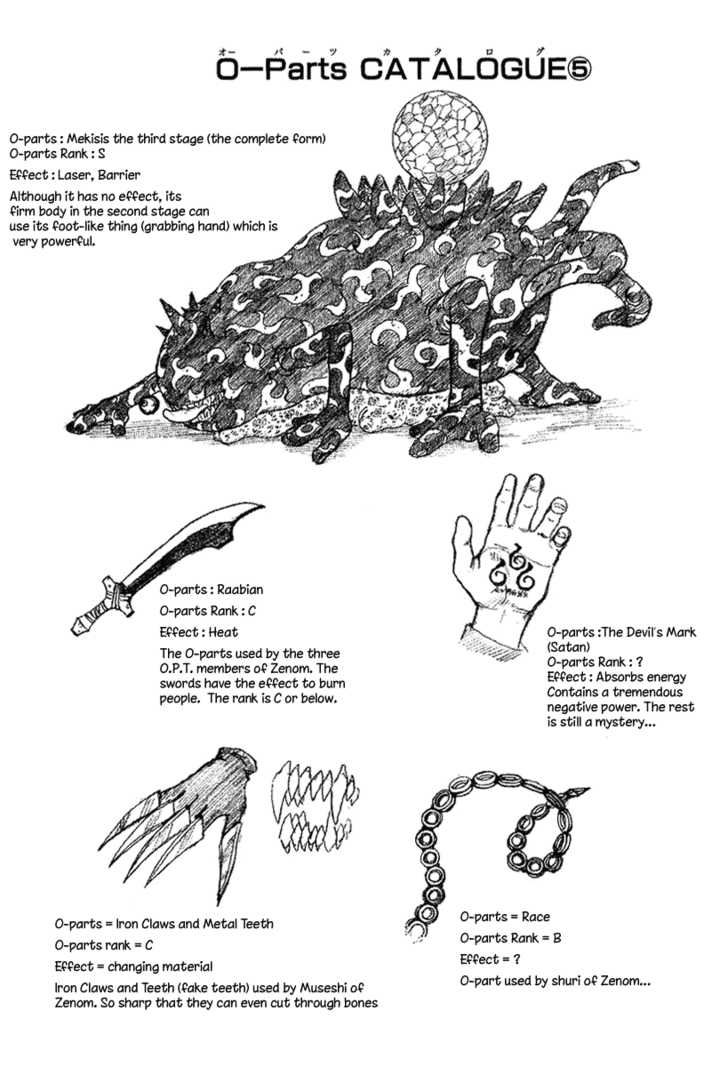 オーパーツカタログ
O-Parts CATALOGUE⑤
O-parts : Mekisis the third stage (the complete form)
O-parts Rank : S
Effect : Laser, Barrier
Although it has no effect, its
firm body in the second stage can
use its foot-like thing (grabbing hand) which is
very powerful.
O-parts : Raabian
O-parts Rank : C
Effect : Heat
The O-parts used by the three
O.P.T. members of Zenom. The
swords have the effect to burn
people. The rank is C or below.
O-parts :The Devil's Mark
(Satan)
O-parts Rank : ?
Effect : Absorbs energy
Contains a tremendous
negative power. The rest
is still a mystery...
O-parts = Iron Claws and Metal Teeth
O-parts rank = C
Effect = changing material
Iron Claws and Teeth (fake teeth) used by Museshi of
Zenom. So sharp that they can even cut through bones
O-parts = Race
O-parts Rank = B
Effect = ?
O-part used by shuri of Zenom...